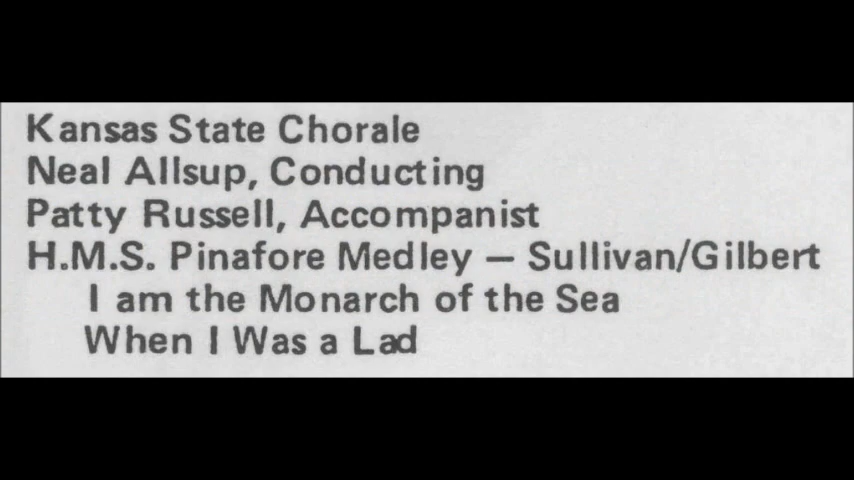 Kansas State Chorale
Neal Allsup, Conducting
Patty Russell, Accompanist
H.M.S. Pinafore Medley — Sullivan/Gilbert
I am the Monarch of the Sea
When I Was a Lad